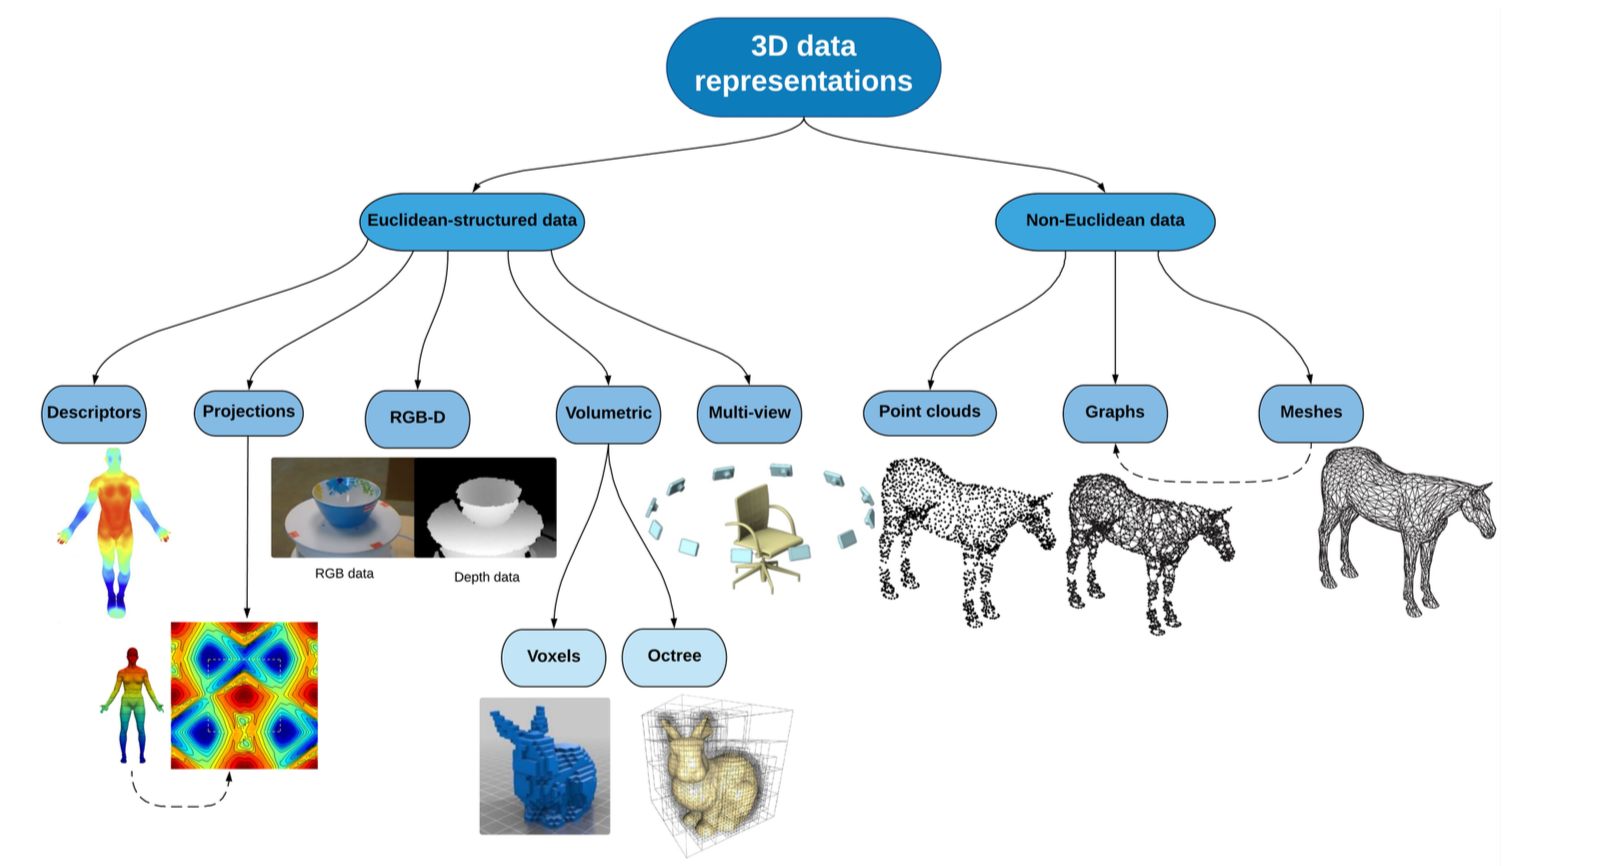 3D data
representations
Euclidean-structured data
Non-Euclidean data
Descriptors
Projections
RGB-D
Volumetric
Multi-view
Point clouds
Graphs
Meshes
RGB data
Depth data
Voxels
Octree